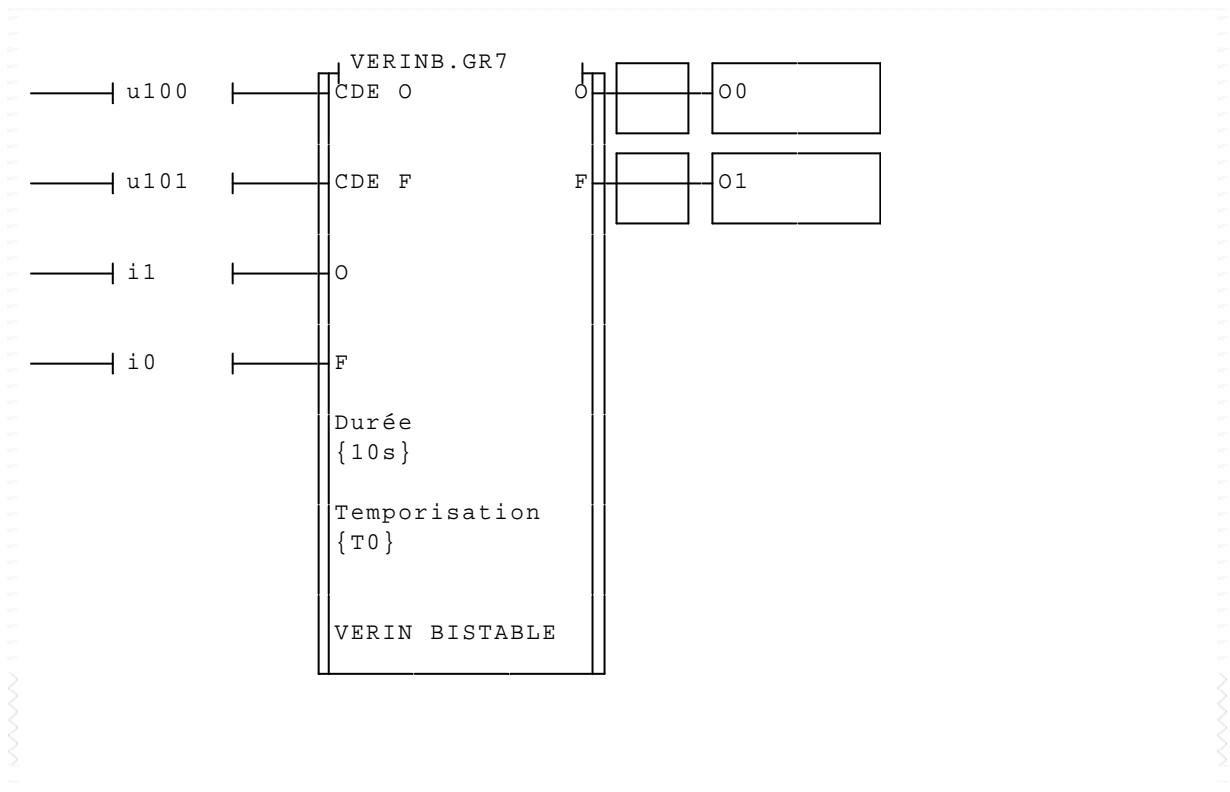 VERINB.GR7
u100 CDE O O O0
u101 CDE F F O1
i1 O
i0 F
Durée
{10s}
Temporisation
{T0}
VERIN BISTABLE